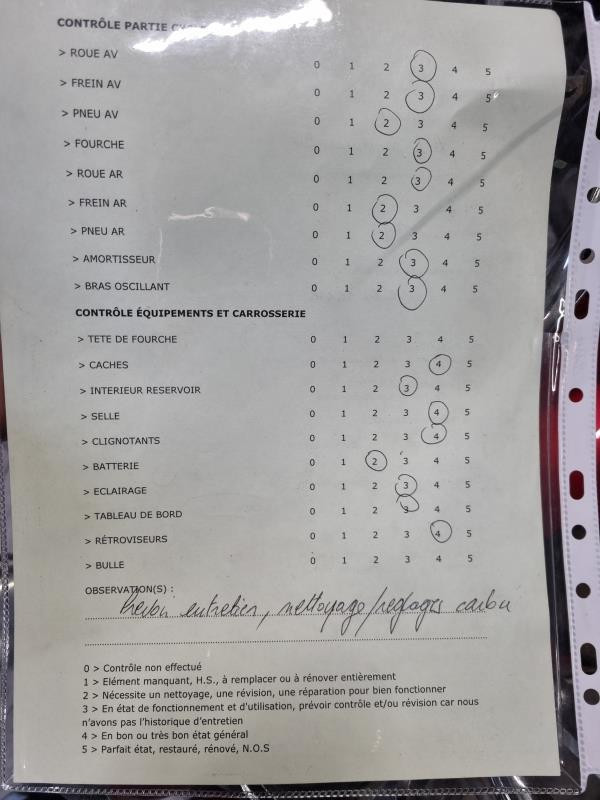 CONTRÔLE PARTIE
> ROUE AV 0 1 2 3 4 5
> FREIN AV 0 1 2 3 4 5
> PNEU AV 0 1 2 3 4 5
> FOURCHE 0 1 2 3 4 5
> ROUE AR 0 1 2 3 4 5
> FREIN AR 0 1 2 3 4 5
> PNEU AR 0 1 2 3 4 5
> AMORTISSEUR 0 1 2 3 4 5
> BRAS OSCILLANT 0 1 2 3 4 5
CONTRÔLE ÉQUIPEMENTS ET CARROSSERIE
> TETE DE FOURCHE 0 1 2 3 4 5
> CACHES 0 1 2 3 4 5
> INTERIEUR RESERVOIR 0 1 2 3 4 5
> SELLE 0 1 2 3 4 5
> CLIGNOTANTS 0 1 2 3 4 5
> BATTERIE 0 1 2 3 4 5
> ECLAIRAGE 0 1 2 3 4 5
> TABLEAU DE BORD 0 1 2 3 4 5
> RÉTROVISEURS 0 1 2 3 4 5
> BULLE 0 1 2 3 4 5
OBSERVATION(S) :
entretien, nettoyage/reglages carbu
0 > Contrôle non effectué
1 > Elément manquant, H.S., à remplacer ou à rénover entièrement
2 > Nécessite un nettoyage, une révision, une réparation pour bien fonctionner
3 > En état de fonctionnement et d'utilisation, prévoir contrôle et/ou révision car nous
n'avons pas l'historique d'entretien
4 > En bon ou très bon état général
5 > Parfait état, restauré, rénové, N.O.S